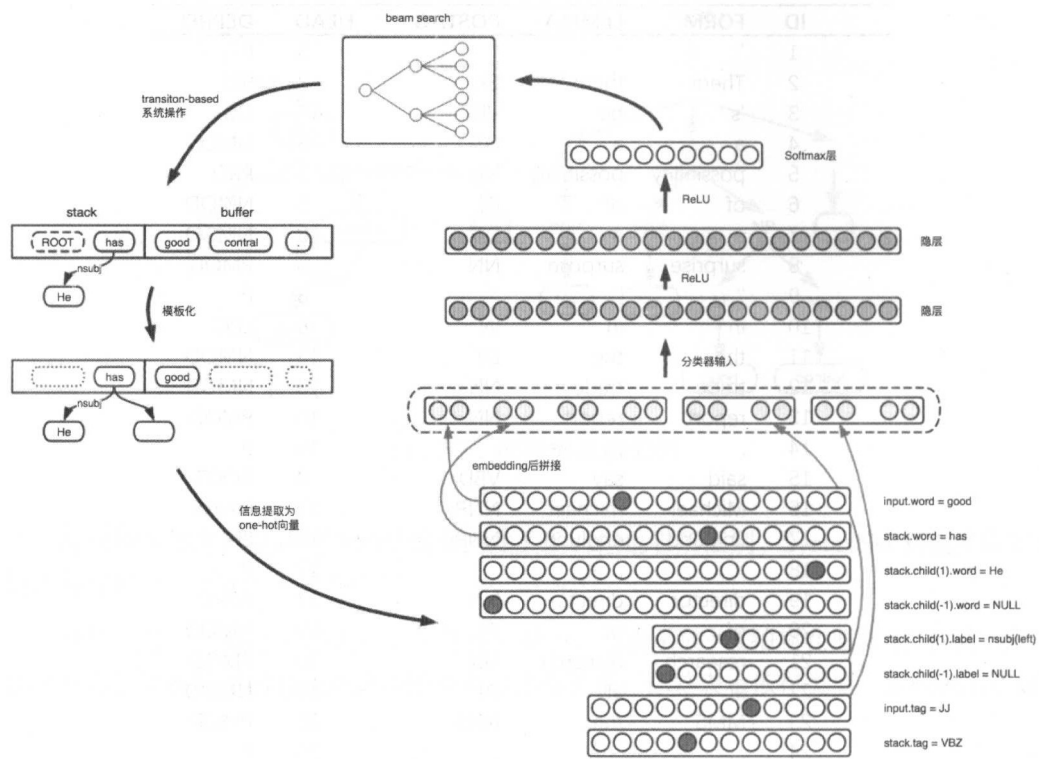 beam search
transiton-based
系统操作
Softmax层
ReLU
stack buffer
ROOT has good contral .
隐层
nsubj
He
ReLU
模板化
隐层
分类器输入
has good
nsubj
He
embedding后拼接
信息提取为
one-hot向量
input.word = good
stack.word = has
stack.child(1).word = He
stack.child(-1).word = NULL
stack.child(1).label = nsubj(left)
stack.child(-1).label = NULL
input.tag = JJ
stack.tag = VBZ